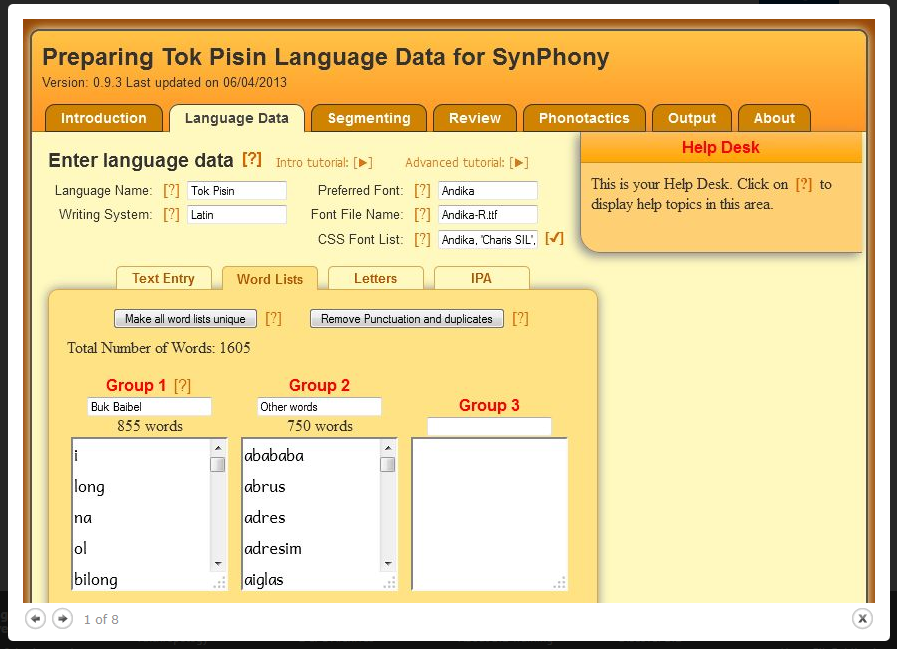 Preparing Tok Pisin Language Data for SynPhony
Version: 0.9.3 Last updated on 06/04/2013
Introduction Language Data Segmenting Review Phonotactics Output About
Enter language data [?] Intro tutorial: [▶] Advanced tutorial: [▶]
Language Name: [?] Tok Pisin Preferred Font: [?] Andika
Writing System: [?] Latin Font File Name: [?] Andika-R.ttf
CSS Font List: [?] Andika, 'Charis SIL', [✓]
Help Desk
This is your Help Desk. Click on [?] to
display help topics in this area.
Text Entry Word Lists Letters IPA
Make all word lists unique [?] Remove Punctuation and duplicates [?]
Total Number of Words: 1605
Group 1 [?]
Buk Baibel
855 words
i
long
na
ol
bilong
Group 2
Other words
750 words
abababa
abrus
adres
adresim
aiglas
Group 3
1 of 8